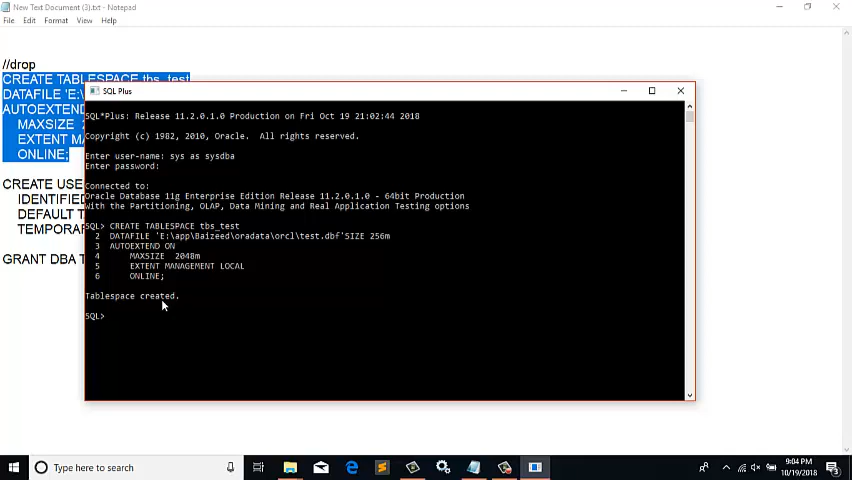 New Text Document (3).txt - Notepad
File Edit Format View Help
//drop
CREATE TABLESPACE tbs_test
DATAFILE 'E:\
AUTOEXTEND
MAXSIZE 2
EXTENT MA
ONLINE;
CREATE USE
IDENTIFIED
DEFAULT T
TEMPORAR
GRANT DBA T
SQL Plus
SQL*Plus: Release 11.2.0.1.0 Production on Fri Oct 19 21:02:44 2018
Copyright (c) 1982, 2010, Oracle. All rights reserved.
Enter user-name: sys as sysdba
Enter password:
Connected to:
Oracle Database 11g Enterprise Edition Release 11.2.0.1.0 - 64bit Production
With the Partitioning, OLAP, Data Mining and Real Application Testing options
SQL> CREATE TABLESPACE tbs_test
2 DATAFILE 'E:\app\Baizeed\oradata\orcl\test.dbf'SIZE 256m
3 AUTOEXTEND ON
4 MAXSIZE 2048m
5 EXTENT MANAGEMENT LOCAL
6 ONLINE;
Tablespace created.
SQL>
Type here to search
9:04 PM
10/19/2018
3